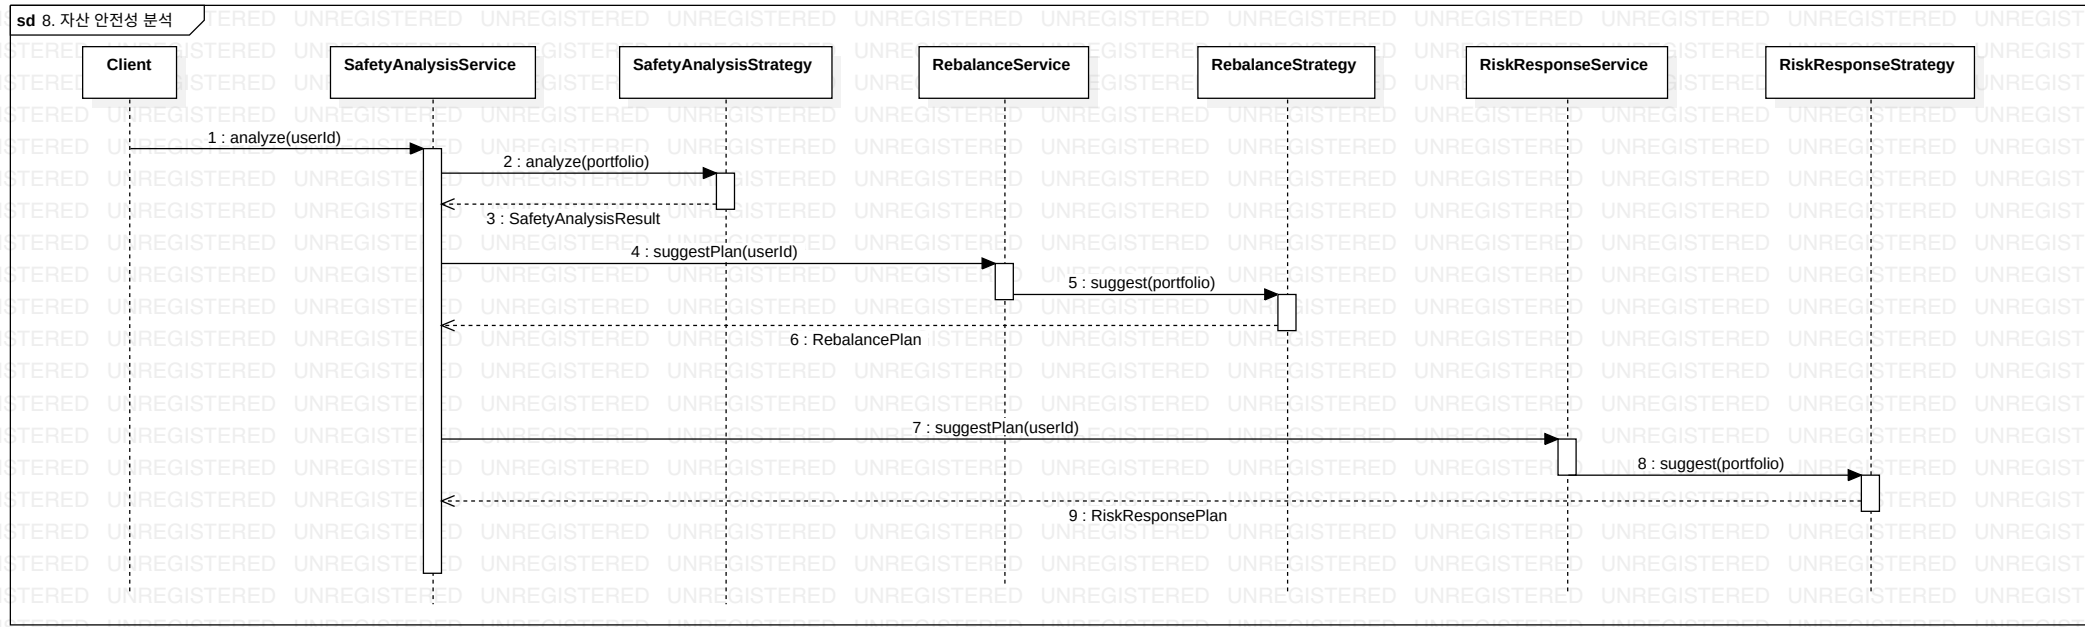 sd 8. 자산 안전성 분석
Client
SafetyAnalysisService
SafetyAnalysisStrategy
RebalanceService
RebalanceStrategy
RiskResponseService
RiskResponseStrategy
1 : analyze(userId)
2 : analyze(portfolio)
3 : SafetyAnalysisResult
4 : suggestPlan(userId)
5 : suggest(portfolio)
6 : RebalancePlan
7 : suggestPlan(userId)
8 : suggest(portfolio)
9 : RiskResponsePlan
UNREGISTERED